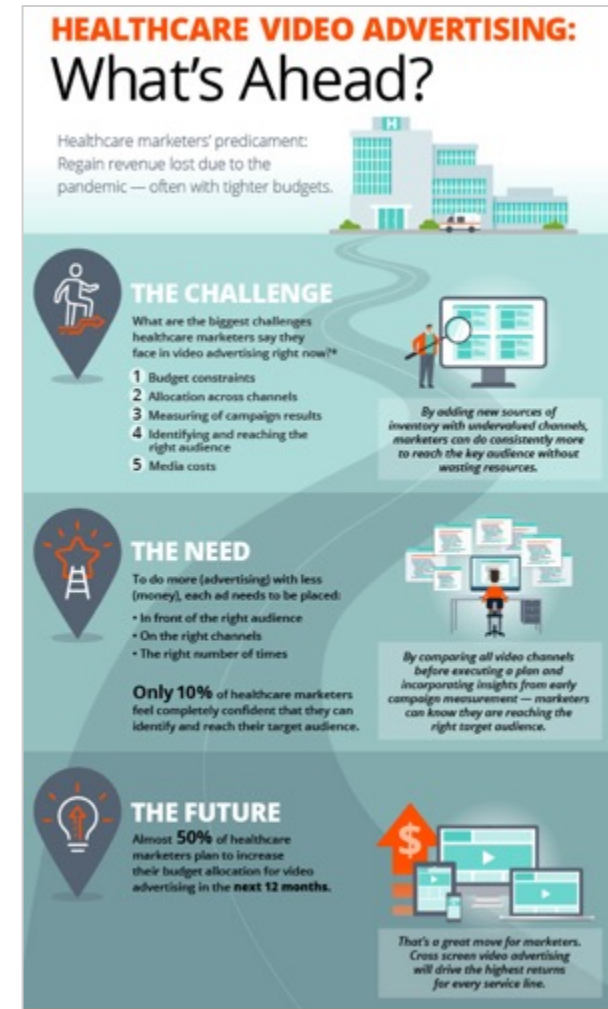 HEALTHCARE VIDEO ADVERTISING:
What's Ahead?
Healthcare marketers' predicament:
Regain revenue lost due to the
pandemic — often with tighter budgets.
H
THE CHALLENGE
What are the biggest challenges
healthcare marketers say they
face in video advertising right now?*
1 Budget constraints
2 Allocation across channels
3 Measuring of campaign results
4 Identifying and reaching the
right audience
5 Media costs
By adding new sources of
inventory with undervalued channels,
marketers can do consistently more
to reach the key audience without
wasting resources.
THE NEED
To do more (advertising) with less
(money), each ad needs to be placed:
• In front of the right audience
• On the right channels
• The right number of times
Only 10% of healthcare marketers
feel completely confident that they can
identify and reach their target audience.
By comparing all video channels
before executing a plan and
incorporating insights from early
campaign measurement — marketers
can know they are reaching the
right target audience.
THE FUTURE
Almost 50% of healthcare
marketers plan to increase
their budget allocation for video
advertising in the next 12 months.
$
That's a great move for marketers.
Cross screen video advertising
will drive the highest returns
for every service line.